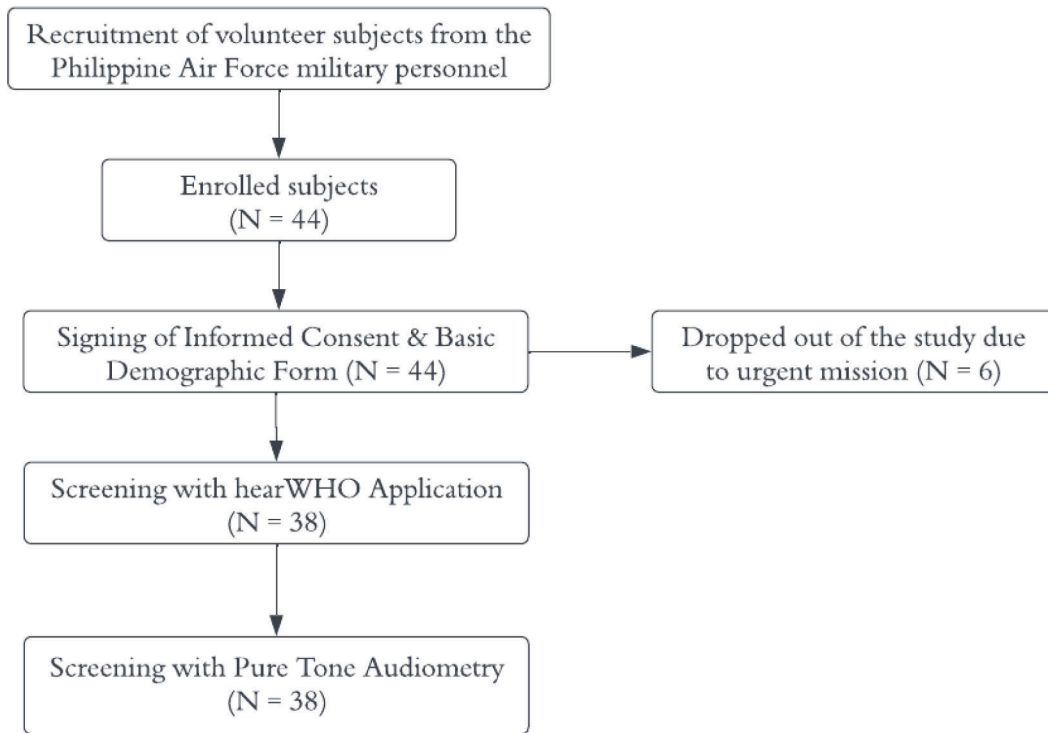 Recruitment of volunteer subjects from the
Philippine Air Force military personnel
Enrolled subjects
(N = 44)
Signing of Informed Consent & Basic
Demographic Form (N = 44)
Dropped out of the study due
to urgent mission (N = 6)
Screening with hearWHO Application
(N = 38)
Screening with Pure Tone Audiometry
(N = 38)